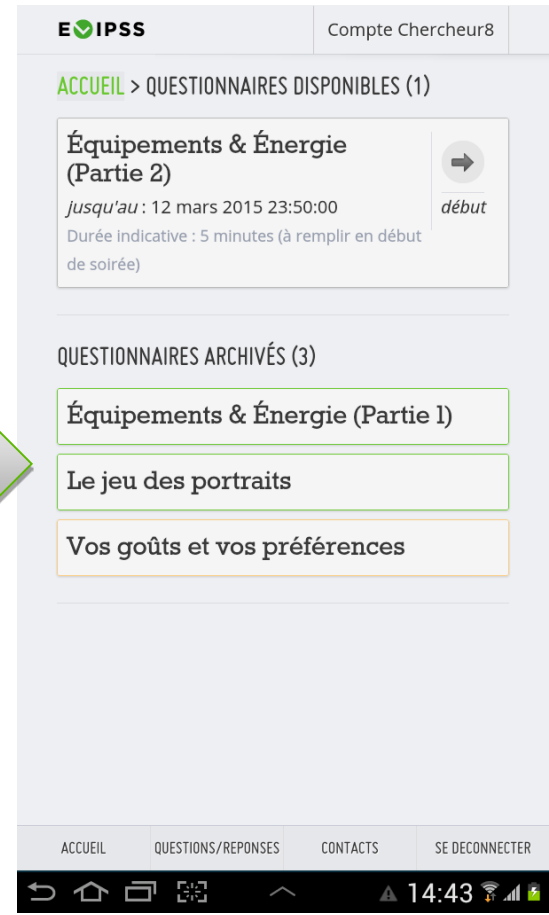 E IPSS
Compte Chercheur8
ACCUEIL > QUESTIONNAIRES DISPONIBLES (1)
Équipements & Énergie
(Partie 2)
jusqu'au : 12 mars 2015 23:50:00
début
Durée indicative : 5 minutes (à remplir en début
de soirée)
QUESTIONNAIRES ARCHIVÉS (3)
Équipements & Énergie (Partie 1)
Le jeu des portraits
Vos goûts et vos préférences
ACCUEIL
QUESTIONS/REPONSES
CONTACTS
SE DECONNECTER
14:43